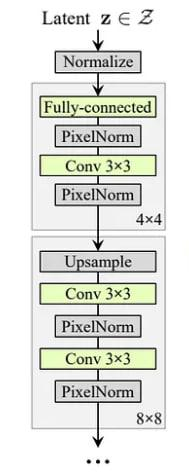 Latent z ∈ 𝒵
Normalize
Fully-connected
PixelNorm
Conv 3×3
PixelNorm
4×4
Upsample
Conv 3×3
PixelNorm
Conv 3×3
PixelNorm
8×8
...